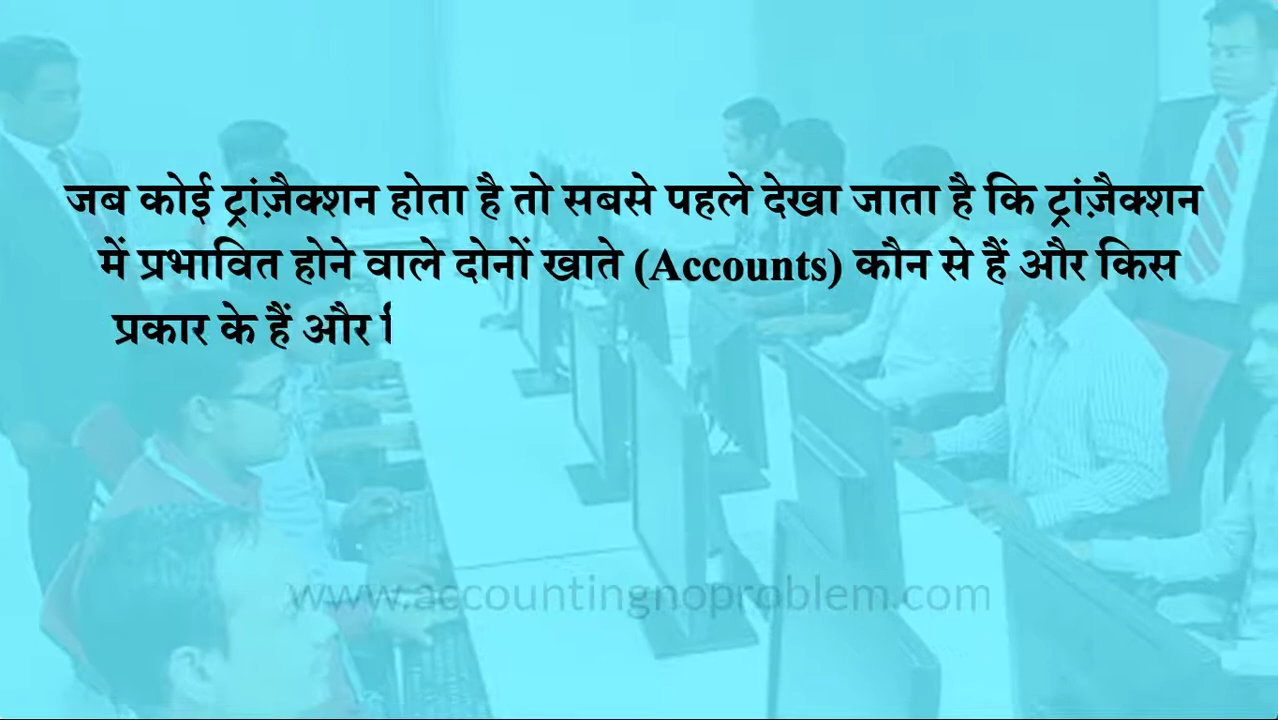 जब कोई ट्रांज़ैक्शन होता है तो सबसे पहले देखा जाता है कि ट्रांज़ैक्शन
में प्रभावित होने वाले दोनों खाते (Accounts) कौन से हैं और किस
प्रकार के हैं और
www.accountingnoproblem.com